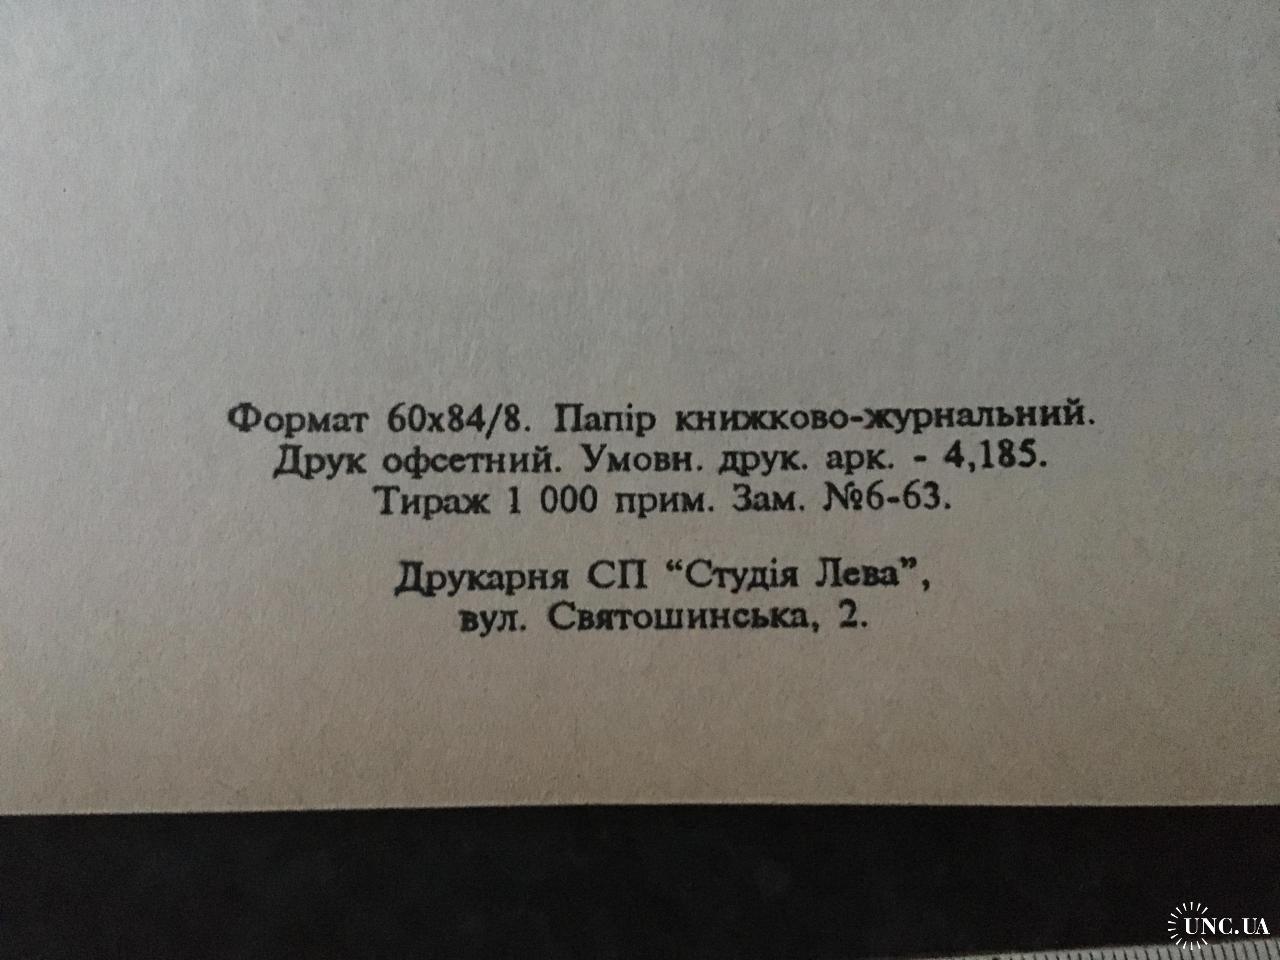 Формат 60х84/8. Папір книжково-журнальний.
Друк офсетний. Умовн. друк. арк. - 4,185.
Тираж 1 000 прим. Зам. №6-63.
Друкарня СП “Студія Лева”,
вул. Святошинська, 2.
UNC.UA